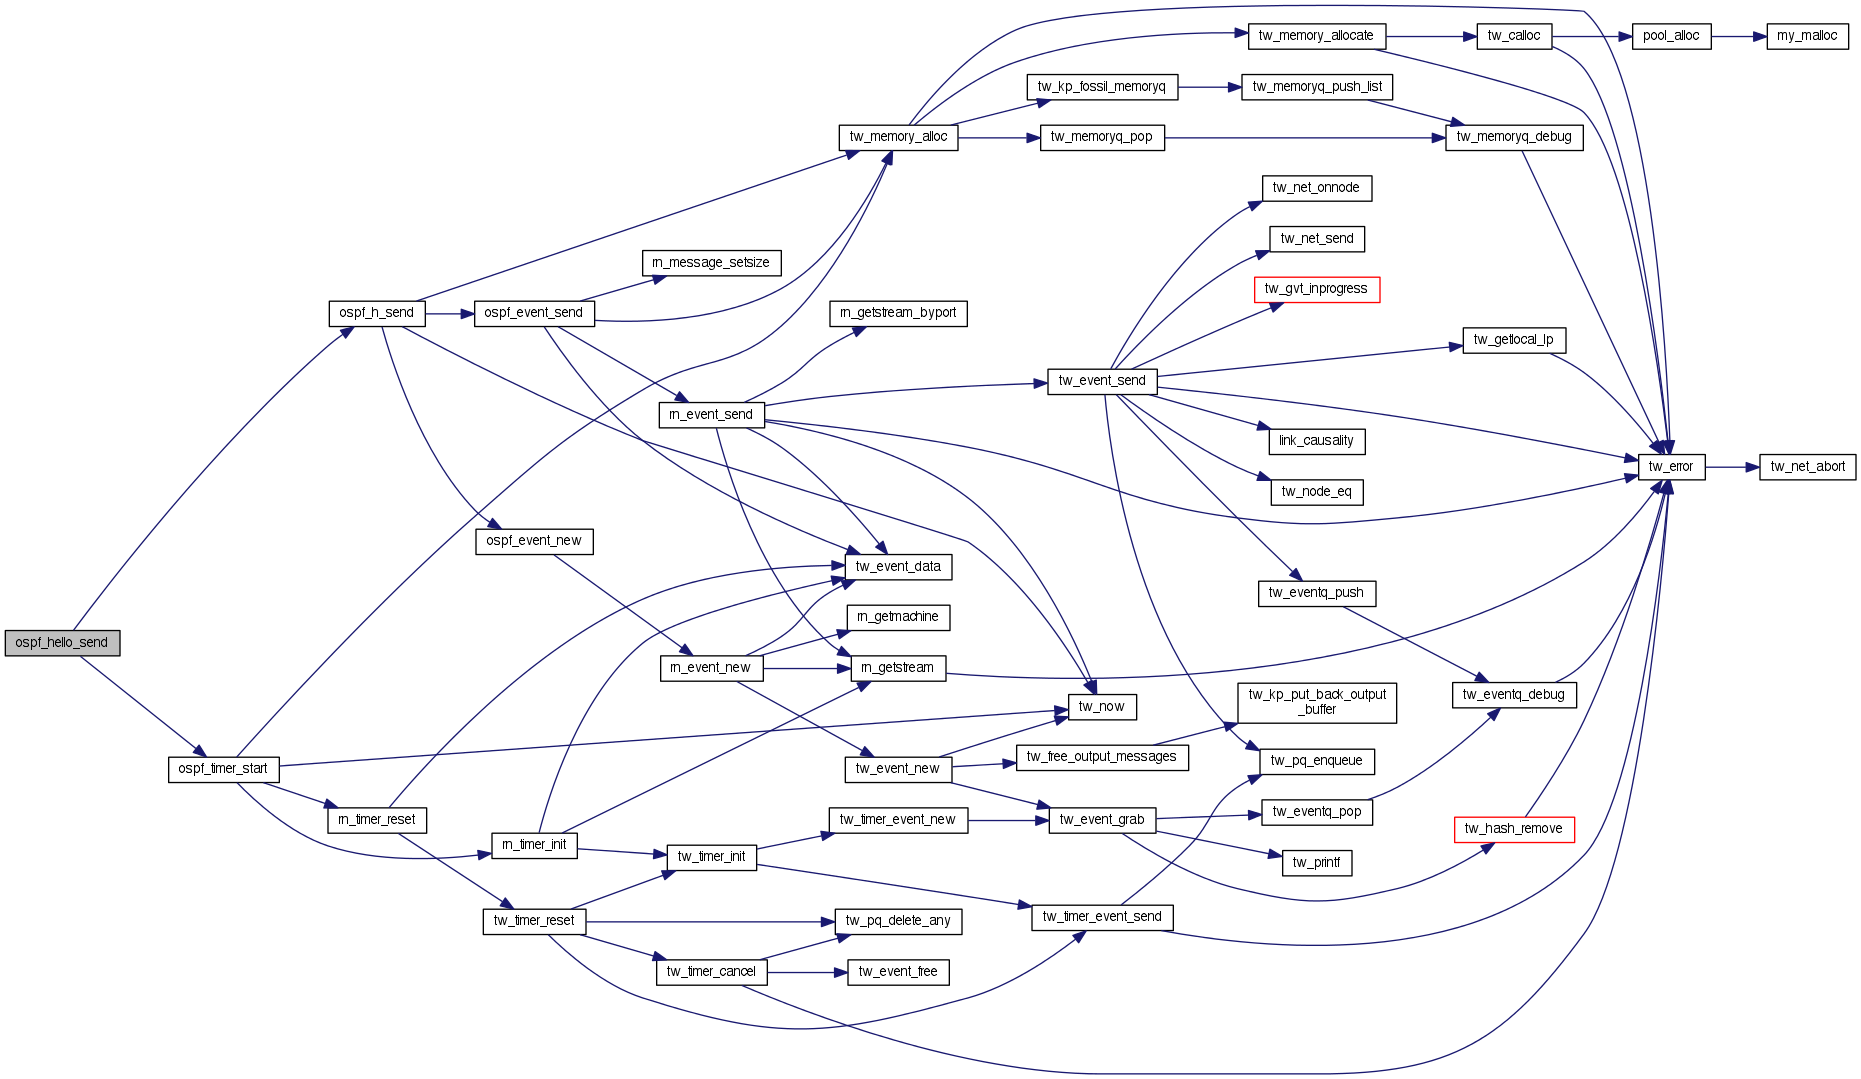 tw_memory_allocate
tw_calloc
pool_alloc
my_malloc
tw_kp_fossil_memoryq
tw_memoryq_push_list
tw_memory_alloc
tw_memoryq_pop
tw_memoryq_debug
tw_net_onnode
tw_net_send
rn_message_setsize
tw_gvt_inprogress
ospf_h_send
ospf_event_send
rn_getstream_byport
tw_getlocal_lp
tw_event_send
rn_event_send
link_causality
tw_error
tw_net_abort
tw_node_eq
ospf_event_new
tw_event_data
tw_eventq_push
rn_getmachine
ospf_hello_send
rn_event_new
rn_getstream
tw_eventq_debug
tw_kp_put_back_output
_buffer
tw_now
tw_free_output_messages
tw_pq_enqueue
ospf_timer_start
tw_event_new
tw_eventq_pop
rn_timer_reset
tw_timer_event_new
tw_event_grab
tw_hash_remove
rn_timer_init
tw_timer_init
tw_printf
tw_timer_reset
tw_pq_delete_any
tw_timer_event_send
tw_timer_cancel
tw_event_free